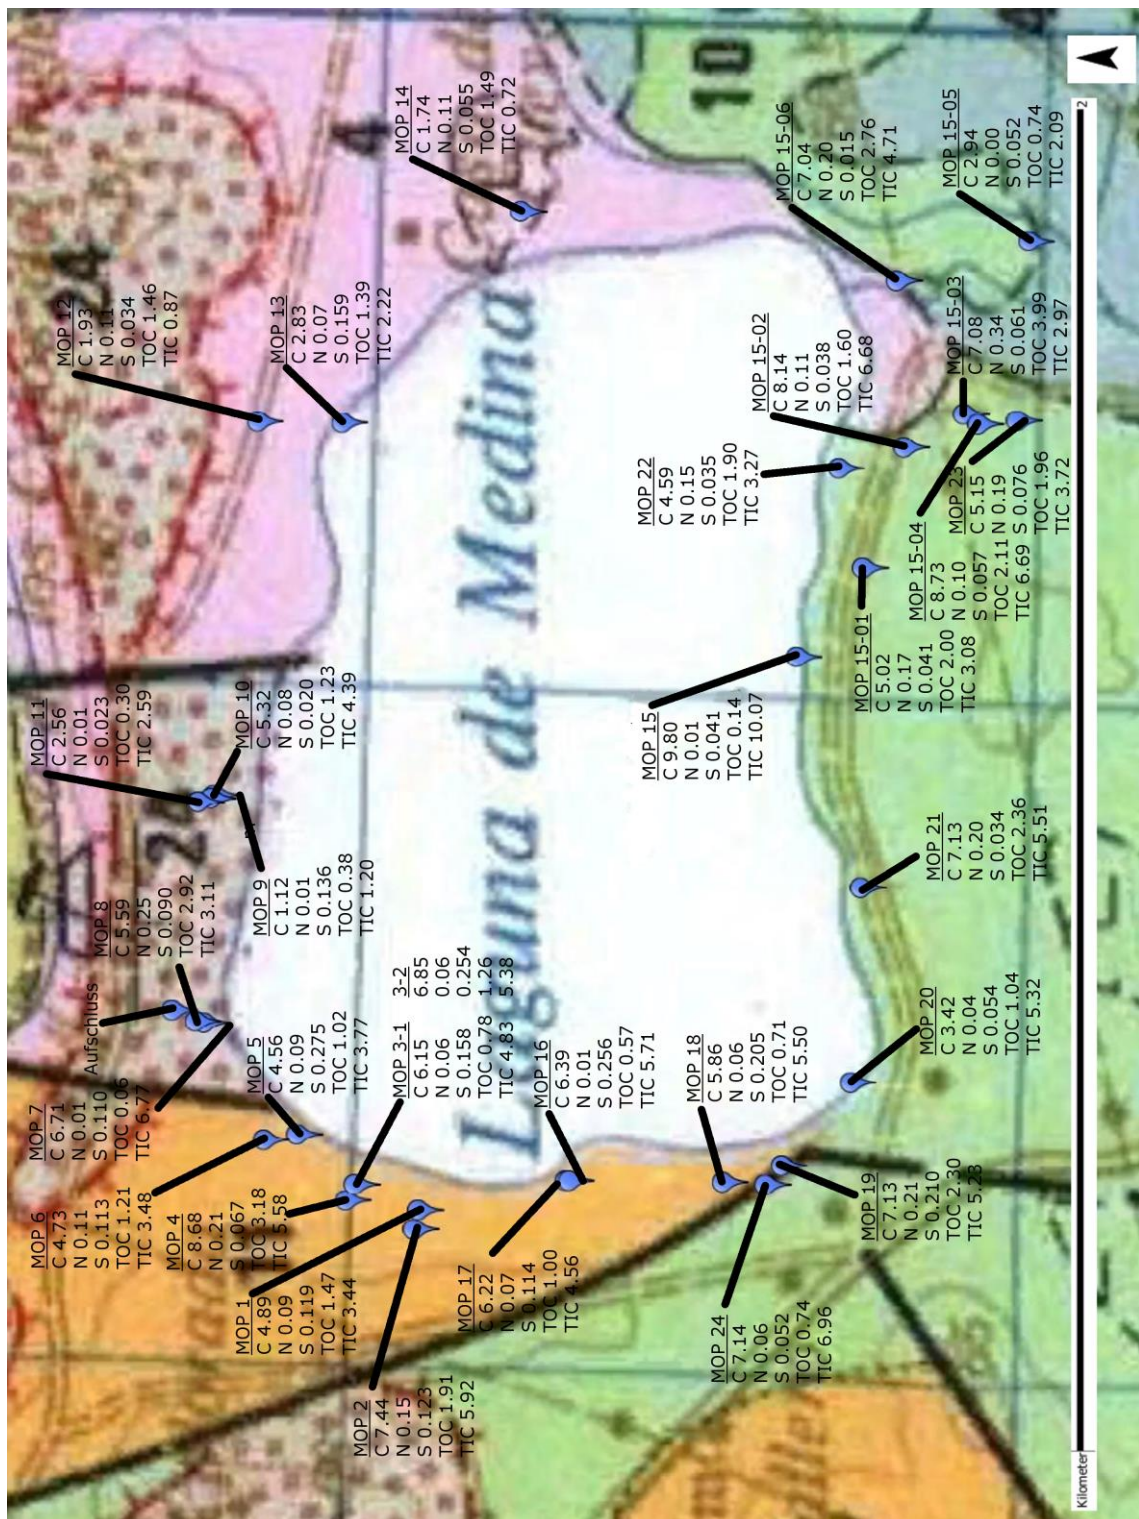 MOP 2
C 7.44
N 0.15
S 0.123
TOC 1.91
TIC 5.92
MOP 1
C 4.89
N 0.09
S 0.119
TOC 1.47
TIC 3.44
MOP 6
C 4.73
N 0.11
S 0.113
TOC 1.21
TIC 3.48
MOP 4
C 8.68
N 0.21
S 0.067
TOC 3.18
TIC 5.58
MOP 7
C 6.71
N 0.01
S 0.110
TOC 0.06
TIC 6.77
Aufschluss
MOP 8
C 5.59
N 0.25
S 0.090
TOC 2.92
TIC 3.11
MOP 5
C 4.56
N 0.09
S 0.275
TOC 1.02
TIC 3.77
MOP 3-1 3-2
C 6.15 6.85
N 0.06 0.06
S 0.158 0.254
TOC 0.78 1.26
TIC 4.83 5.38
MOP 9
C 1.12
N 0.01
S 0.136
TOC 0.38
TIC 1.20
MOP 11
C 2.56
N 0.01
S 0.023
TOC 0.30
TIC 2.59
MOP 10
C 5.32
N 0.08
S 0.020
TOC 1.23
TIC 4.39
MOP 12
C 1.93
N 0.11
S 0.034
TOC 1.46
TIC 0.87
24
MOP 13
C 2.83
N 0.07
S 0.159
TOC 1.39
TIC 2.22
4
MOP 14
C 1.74
N 0.11
S 0.055
TOC 1.49
TIC 0.72
Laguna de Medina
MOP 17
C 6.22
N 0.07
S 0.114
TOC 1.00
TIC 4.56
MOP 16
C 6.39
N 0.01
S 0.256
TOC 0.57
TIC 5.71
MOP 18
C 5.86
N 0.06
S 0.205
TOC 0.71
TIC 5.50
MOP 24
C 7.14
N 0.06
S 0.052
TOC 0.74
TIC 6.96
MOP 19
C 7.13
N 0.21
S 0.210
TOC 2.30
TIC 5.23
MOP 20
C 3.42
N 0.04
S 0.054
TOC 1.04
TIC 5.32
MOP 21
C 7.13
N 0.20
S 0.034
TOC 2.36
TIC 5.51
MOP 15
C 9.80
N 0.01
S 0.041
TOC 0.14
TIC 10.07
MOP 22
C 4.59
N 0.15
S 0.035
TOC 1.90
TIC 3.27
MOP 15-02
C 8.14
N 0.11
S 0.038
TOC 1.60
TIC 6.68
MOP 15-06
C 7.04
N 0.20
S 0.015
TOC 2.76
TIC 4.71
10
MOP 15-01
C 5.02
N 0.17
S 0.041
TOC 2.00
TIC 3.08
MOP 15-04
C 8.73
N 0.10
S 0.057
TOC 2.11
TIC 6.69
MOP 23
C 5.15
N 0.19
S 0.076
TOC 1.96
TIC 3.72
MOP 15-03
C 7.08
N 0.34
S 0.061
TOC 3.99
TIC 2.97
MOP 15-05
C 2.94
N 0.00
S 0.052
TOC 0.74
TIC 2.09
Kilometer
2